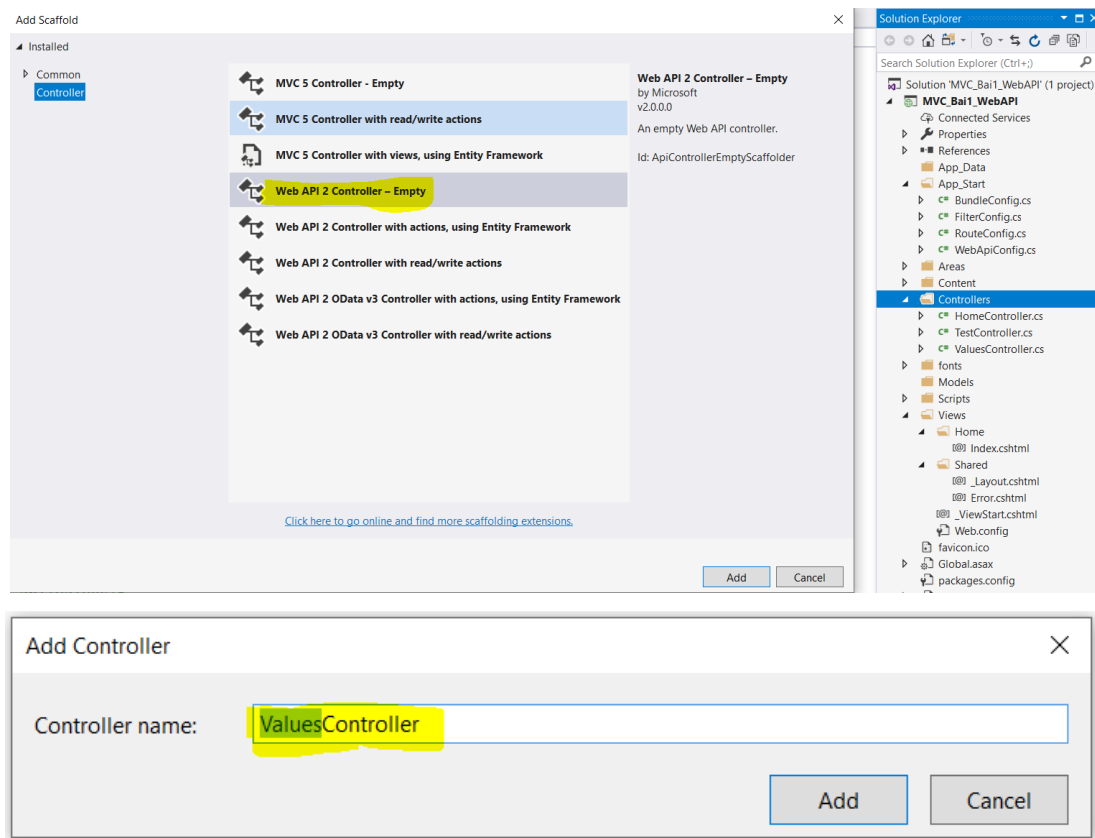 Add Scaffold
Installed
Common
Controller
MVC 5 Controller - Empty
MVC 5 Controller with read/write actions
MVC 5 Controller with views, using Entity Framework
Web API 2 Controller – Empty
Web API 2 Controller with actions, using Entity Framework
Web API 2 Controller with read/write actions
Web API 2 OData v3 Controller with actions, using Entity Framework
Web API 2 OData v3 Controller with read/write actions
Click here to go online and find more scaffolding extensions.
Web API 2 Controller – Empty
by Microsoft
v2.0.0.0
An empty Web API controller.
Id: ApiControllerEmptyScaffolder
Add
Cancel
Solution Explorer
Search Solution Explorer (Ctrl+;)
Solution 'MVC_Bai1_WebAPI' (1 project)
MVC_Bai1_WebAPI
Connected Services
Properties
References
App_Data
App_Start
C# BundleConfig.cs
C# FilterConfig.cs
C# RouteConfig.cs
C# WebApiConfig.cs
Areas
Content
Controllers
C# HomeController.cs
C# TestController.cs
C# ValuesController.cs
fonts
Models
Scripts
Views
Home
[@] Index.cshtml
Shared
[@] _Layout.cshtml
[@] Error.cshtml
[@] _ViewStart.cshtml
Web.config
favicon.ico
Global.asax
packages.config
Add Controller
Controller name:
ValuesController
Add
Cancel